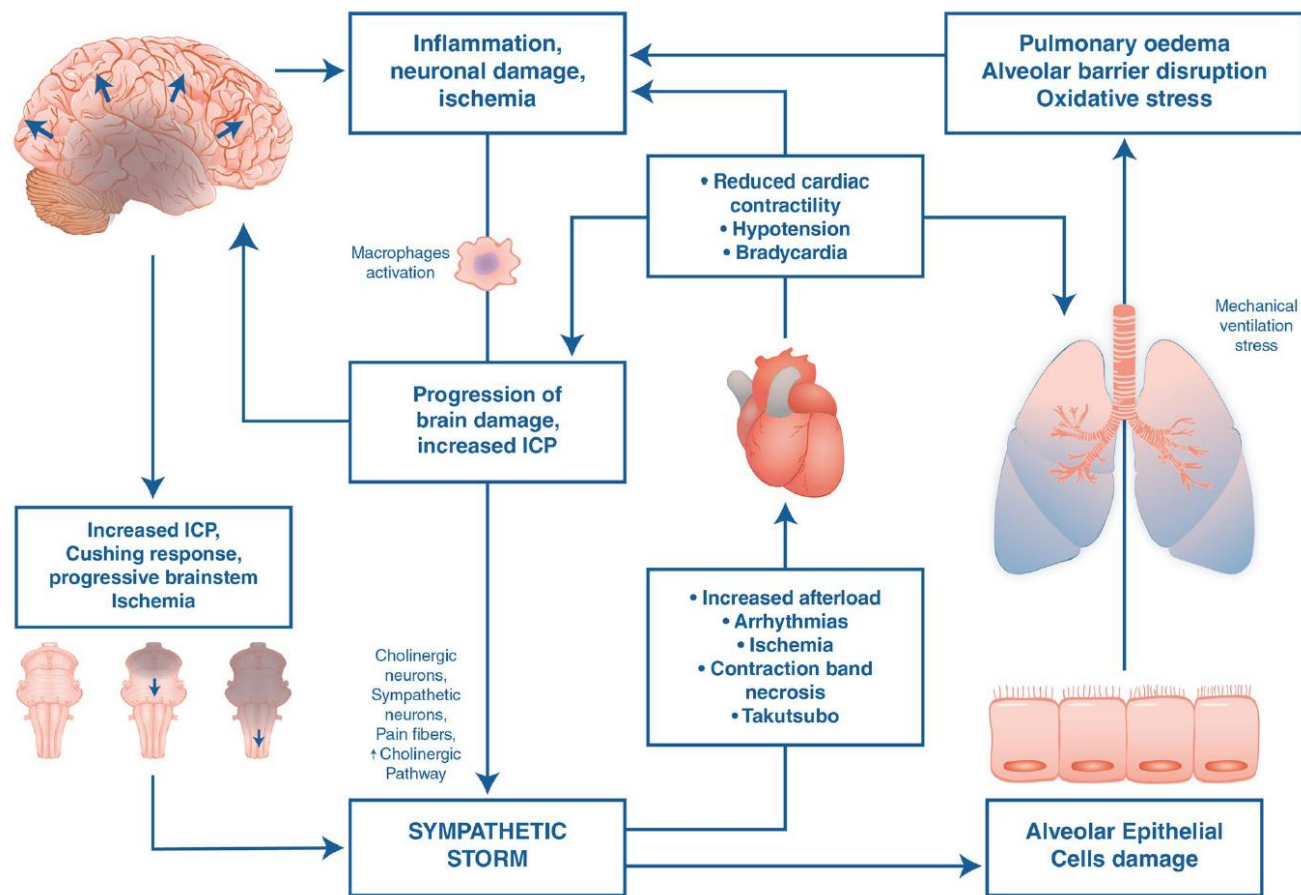 Inflammation,
neuronal damage,
ischemia
Pulmonary oedema
Alveolar barrier disruption
Oxidative stress
• Reduced cardiac
contractility
• Hypotension
• Bradycardia
Macrophages
activation
Mechanical
ventilation
stress
Progression of
brain damage,
increased ICP
Increased ICP,
Cushing response,
progressive brainstem
Ischemia
• Increased afterload
• Arrhythmias
• Ischemia
• Contraction band
necrosis
• Takutsubo
Cholinergic
neurons,
Sympathetic
neurons,
Pain fibers,
↑Cholinergic
Pathway
SYMPATHETIC
STORM
Alveolar Epithelial
Cells damage